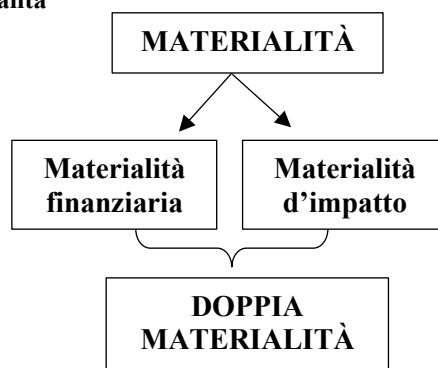 MATERIALITÀ
Materialità
finanziaria
Materialità
d'impatto
DOPPIA
MATERIALITÀ